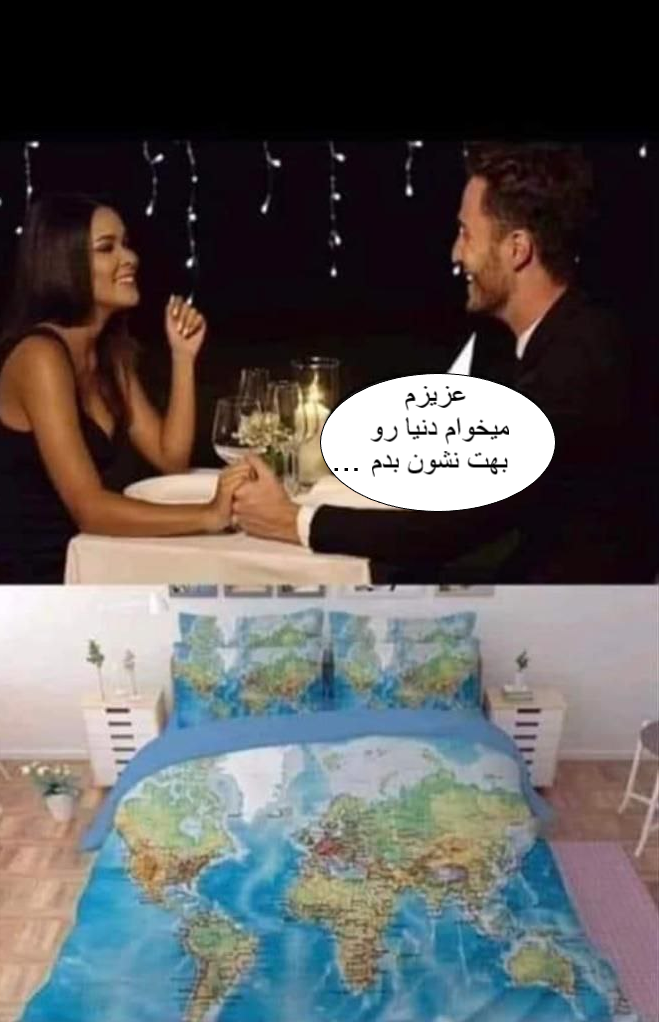 عزیزم
میخوام دنیا رو
بهت نشون بدم ...